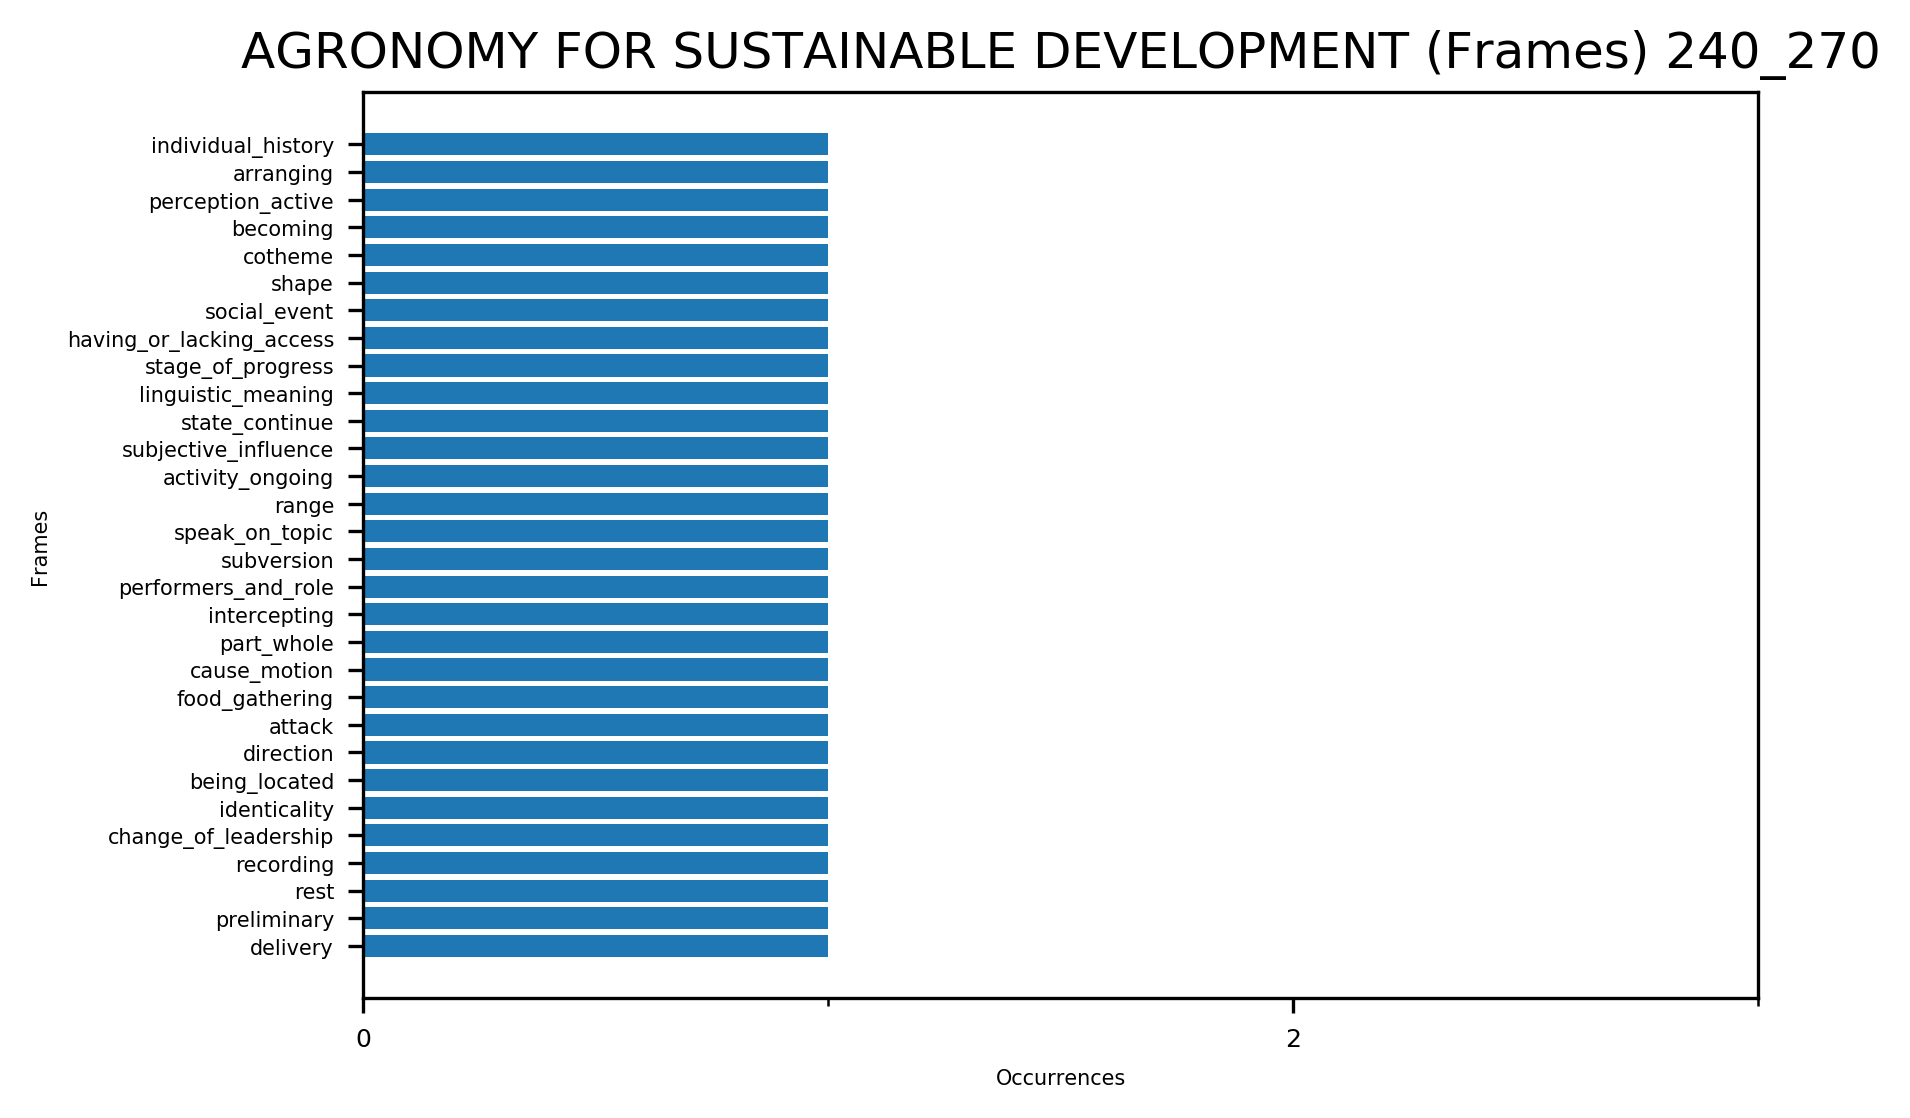 AGRONOMY FOR SUSTAINABLE DEVELOPMENT (Frames) 240_270
individual_history
arranging
perception_active
becoming
cotheme
shape
social_event
having_or_lacking_access
stage_of_progress
linguistic_meaning
state_continue
subjective_influence
activity_ongoing
range
speak_on_topic
subversion
performers_and_role
intercepting
part_whole
cause_motion
food_gathering
attack
direction
being_located
identicality
change_of_leadership
recording
rest
preliminary
delivery
Frames
0 2
Occurrences